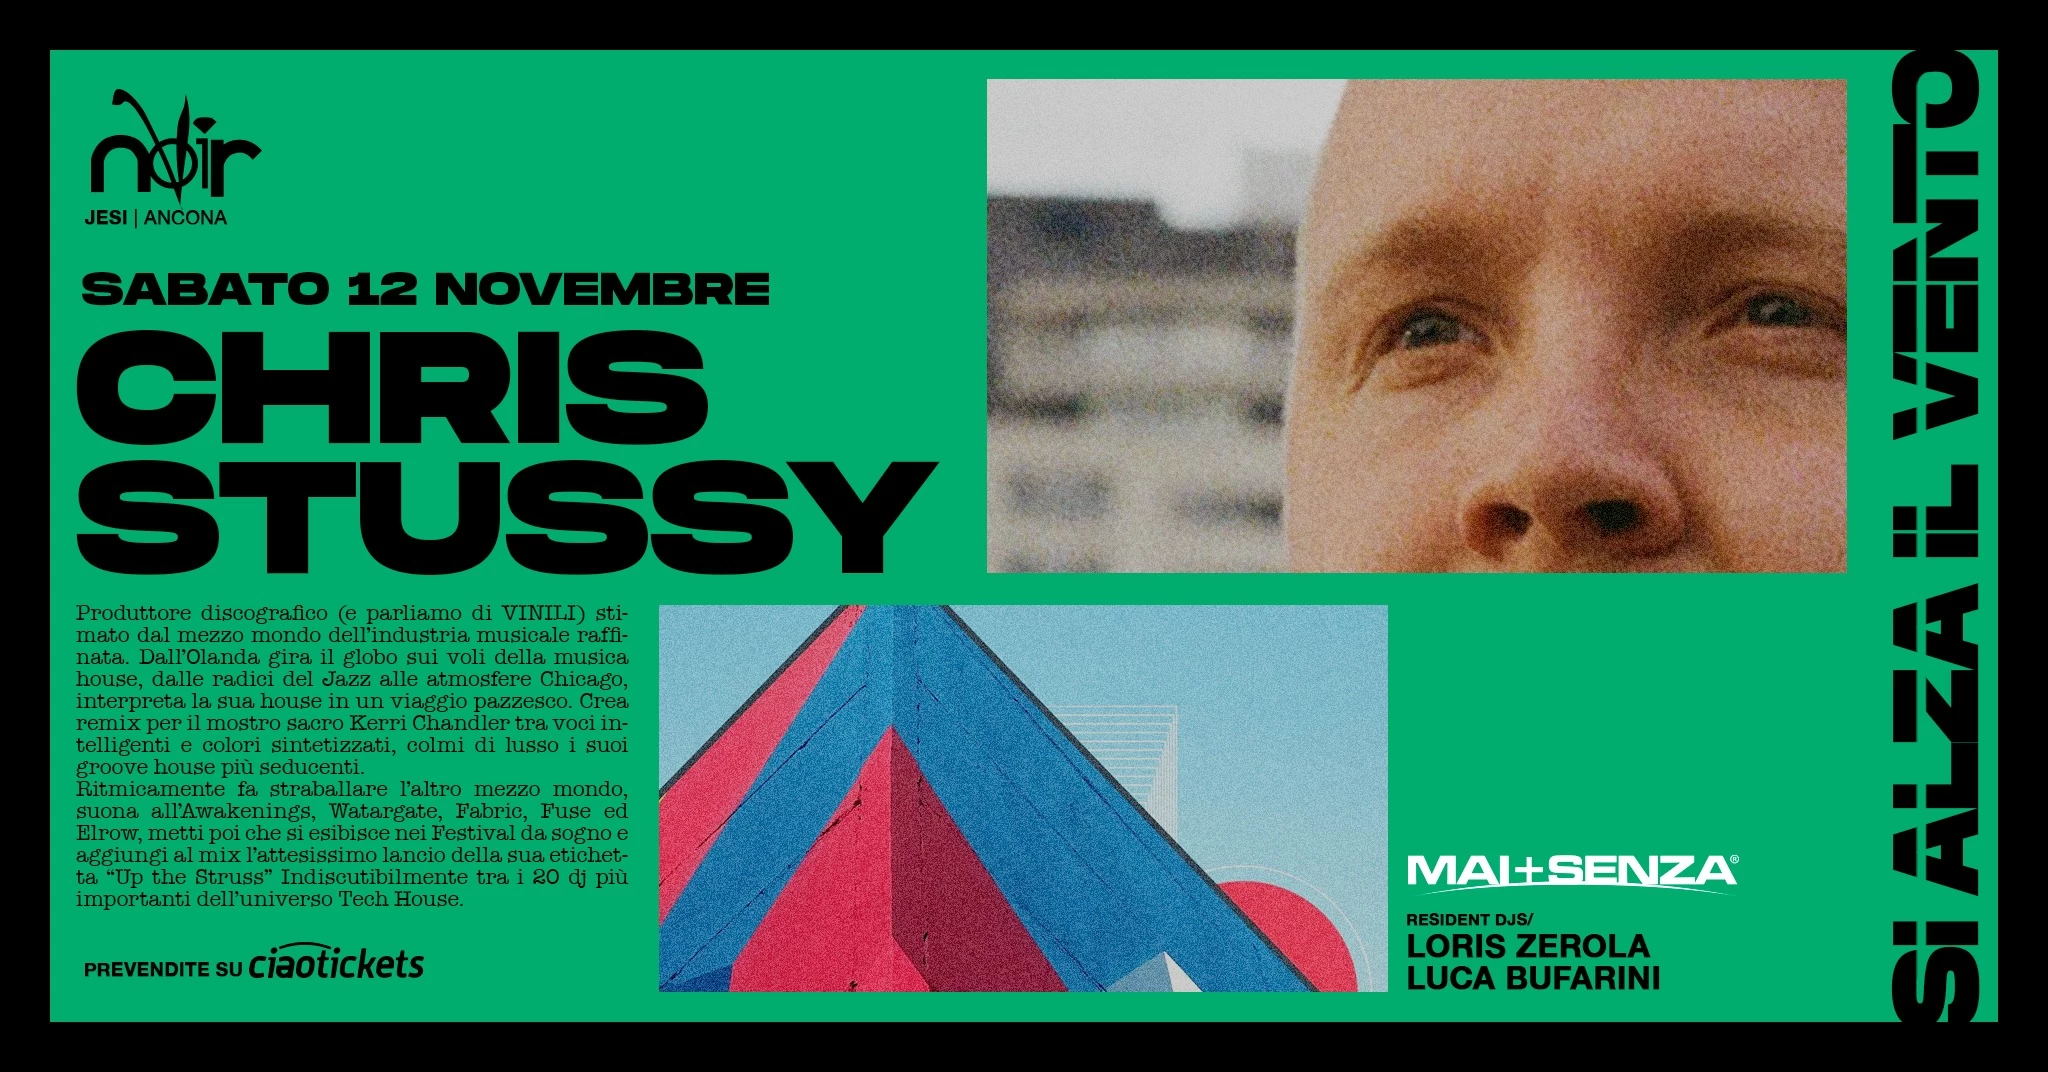 noir
JESI | ANCONA
SABATO 12 NOVEMBRE
CHRIS
STUSSY
Produttore discografico (e parliamo di VINILI) sti-
mato dal mezzo mondo dell'industria musicale raffi-
nata. Dall'Olanda gira il globo sui voli della musica
house, dalle radici del Jazz alle atmosfere Chicago,
interpreta la sua house in un viaggio pazzesco. Crea
remix per il mostro sacro Kerri Chandler tra voci in-
telligenti e colori sintetizzati, colmi di lusso i suoi
groove house più seducenti.
Ritmicamente fa straballare l'altro mezzo mondo,
suona all'Awakenings, Watargate, Fabric, Fuse ed
Elrow, metti poi che si esibisce nei Festival da sogno e
aggiungi al mix l'attesissimo lancio della sua etichet-
ta “Up the Struss” Indiscutibilmente tra i 20 dj più
importanti dell'universo Tech House.
PREVENDITE SU ciaotickets
MAI+SENZA®
RESIDENT DJS/
LORIS ZEROLA
LUCA BUFARINI
Si ALZA iL VENTO